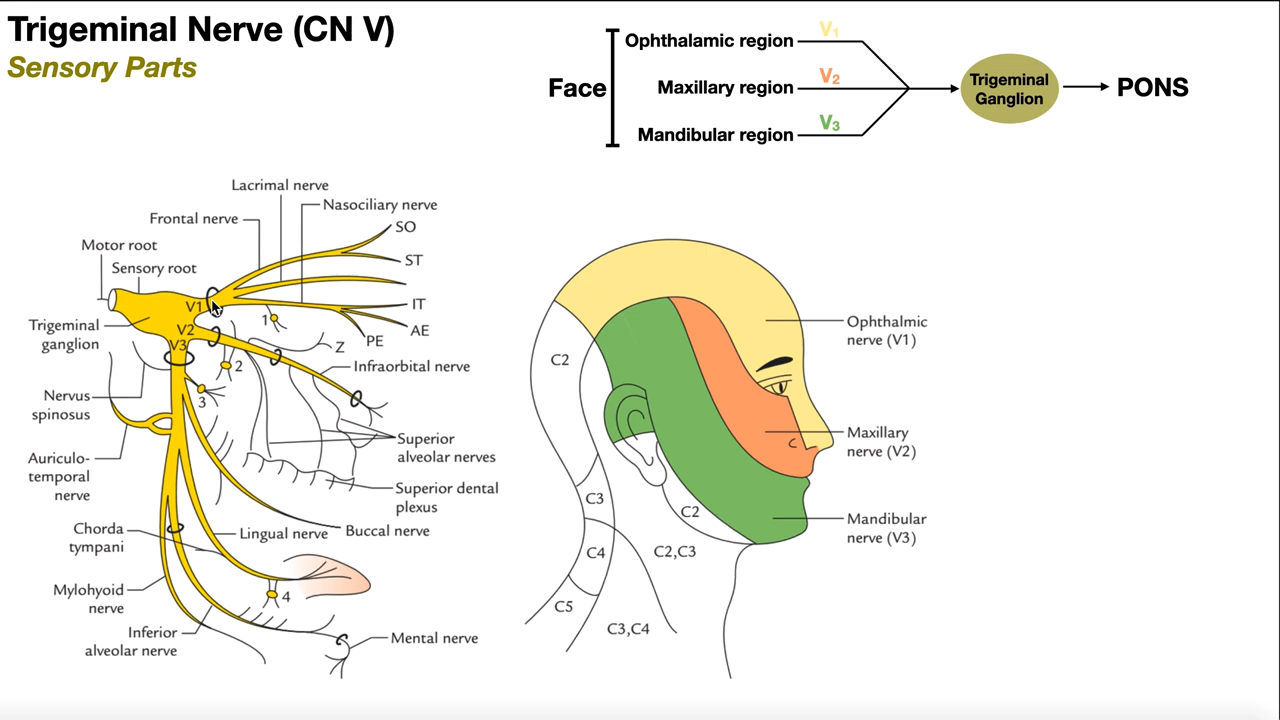 Trigeminal Nerve (CN V)
Sensory Parts
Face
Ophthalamic region
V1
Maxillary region
V2
Mandibular region
V3
Trigeminal
Ganglion
PONS
Lacrimal nerve
Nasociliary nerve
Frontal nerve
SO
Motor root
ST
Sensory root
V1
IT
1
Trigeminal
ganglion
V2
AE
V3
PE
Z
2
Infraorbital nerve
Nervus
spinosus
3
Superior
alveolar nerves
Auriculo-
temporal
nerve
Superior dental
plexus
Chorda
tympani
Lingual nerve
Buccal nerve
Mylohyoid
nerve
4
Inferior
alveolar nerve
Mental nerve
C2
Ophthalmic
nerve (V1)
Maxillary
nerve (V2)
C3
C2
Mandibular
nerve (V3)
C4
C2,C3
C5
C3,C4